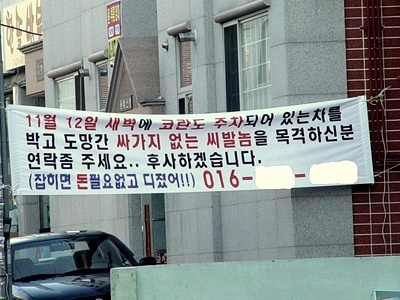 11월 12일 새벽에 코란도 주차되어 있는차를
박고 도망간 싸가지 없는 씨발놈을 목격하신분
연락좀 주세요.. 후사하겠습니다.
(잡히면 돈필요없고 디졌어!!) 016- -